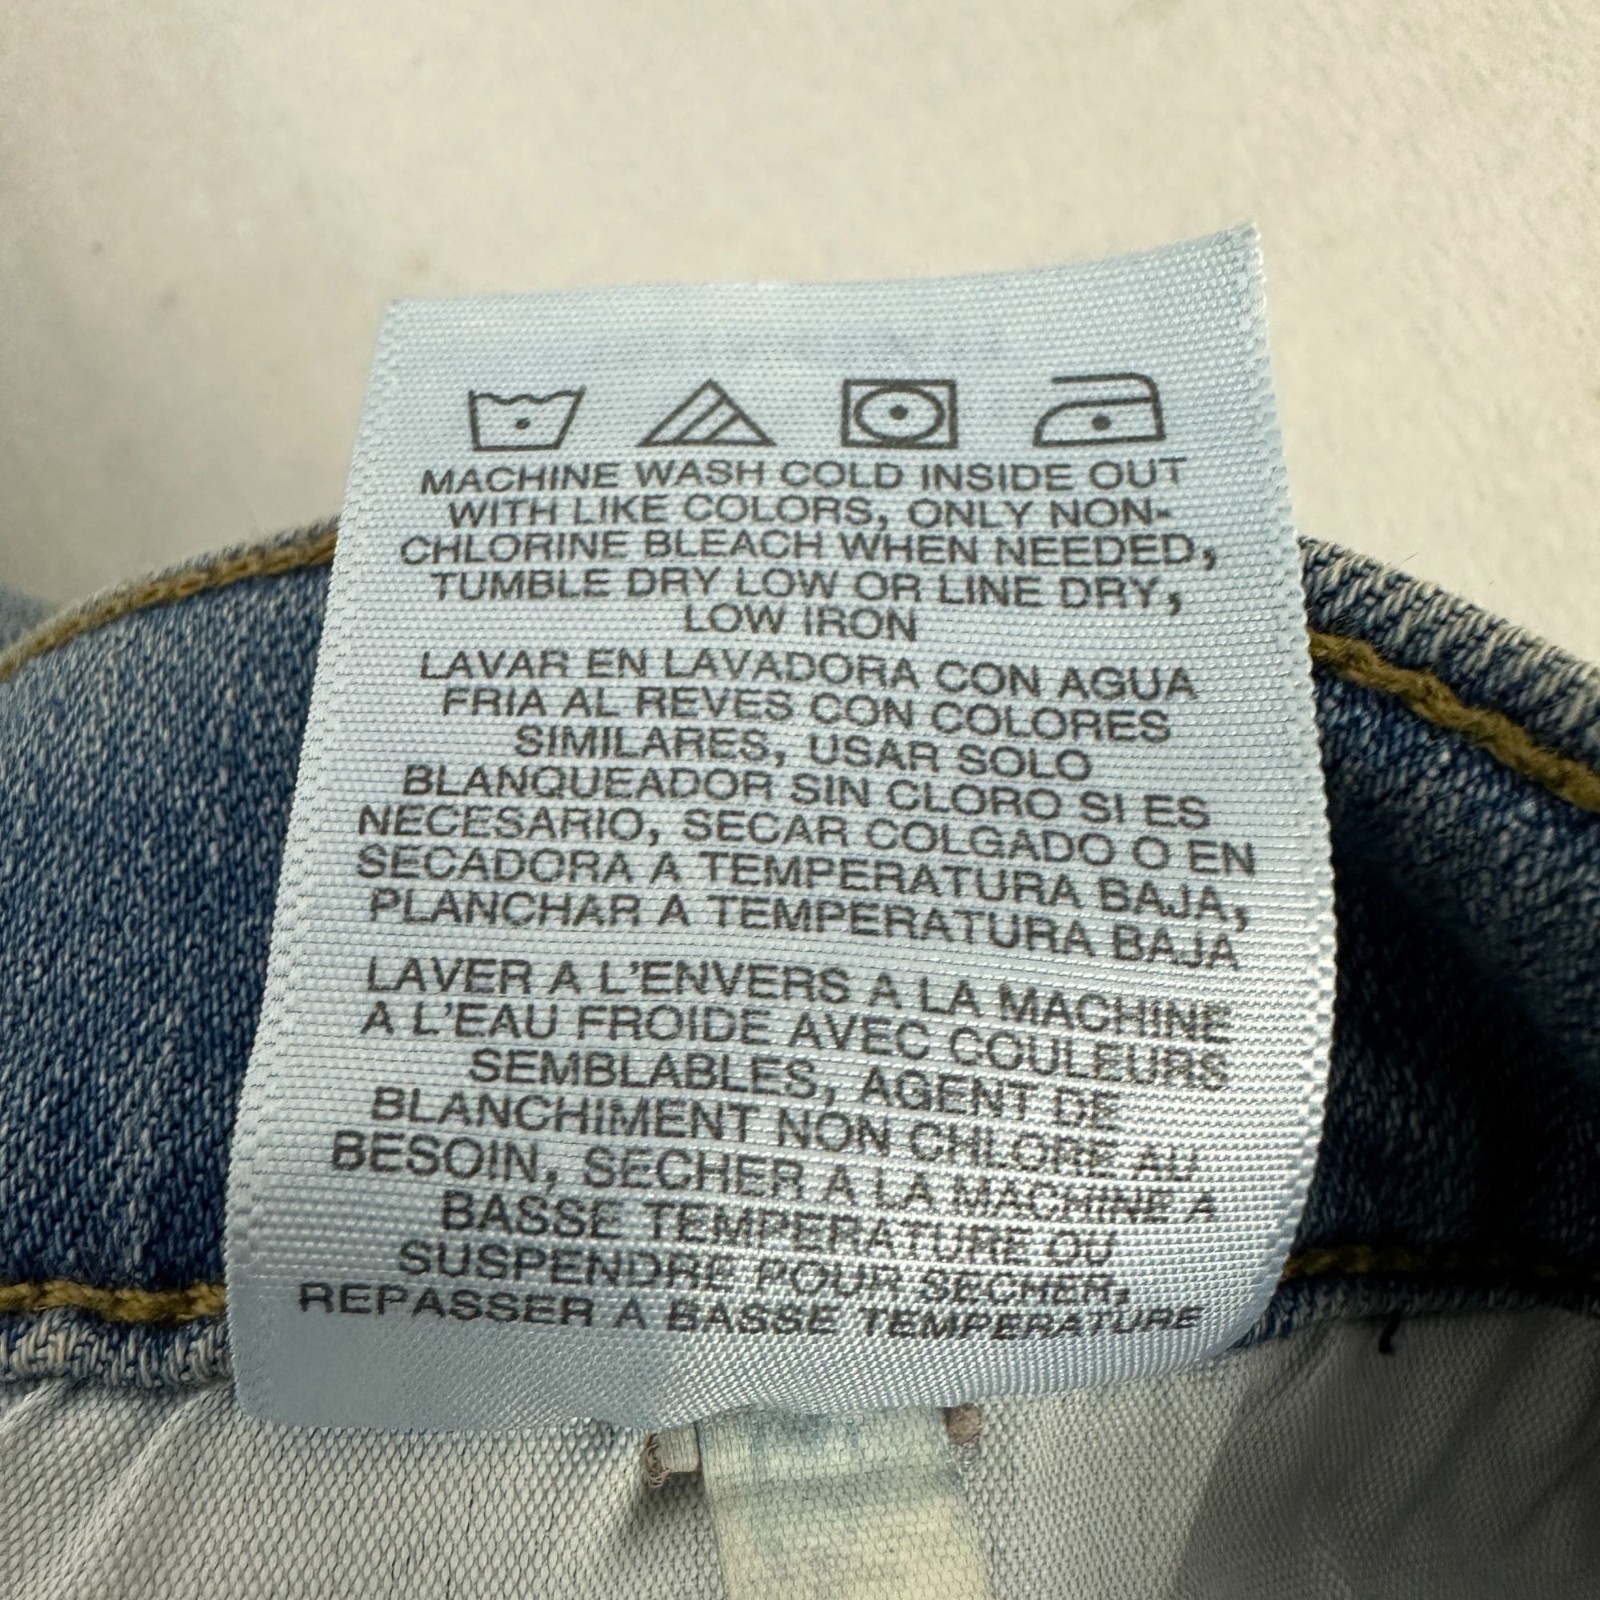 MACHINE WASH COLD INSIDE OUT
WITH LIKE COLORS, ONLY NON-
CHLORINE BLEACH WHEN NEEDED,
TUMBLE DRY LOW OR LINE DRY,
LOW IRON
LAVAR EN LAVADORA CON AGUA
FRIA AL REVES CON COLORES
SIMILARES, USAR SOLO
BLANQUEADOR SIN CLORO SI ES
NECESARIO, SECAR COLGADO O EN
SECADORA A TEMPERATURA BAJA,
PLANCHAR A TEMPERATURA BAJA
LAVER A L'ENVERS A LA MACHINE
A L'EAU FROIDE AVEC COULEURS
SEMBLABLES, AGENT DE
BLANCHIMENT NON CHLORE AU
BESOIN, SECHER A LA MACHINE A
BASSE TEMPERATURE OU
SUSPENDRE POUR SECHER,
REPASSER A BASSE TEMPERATURE